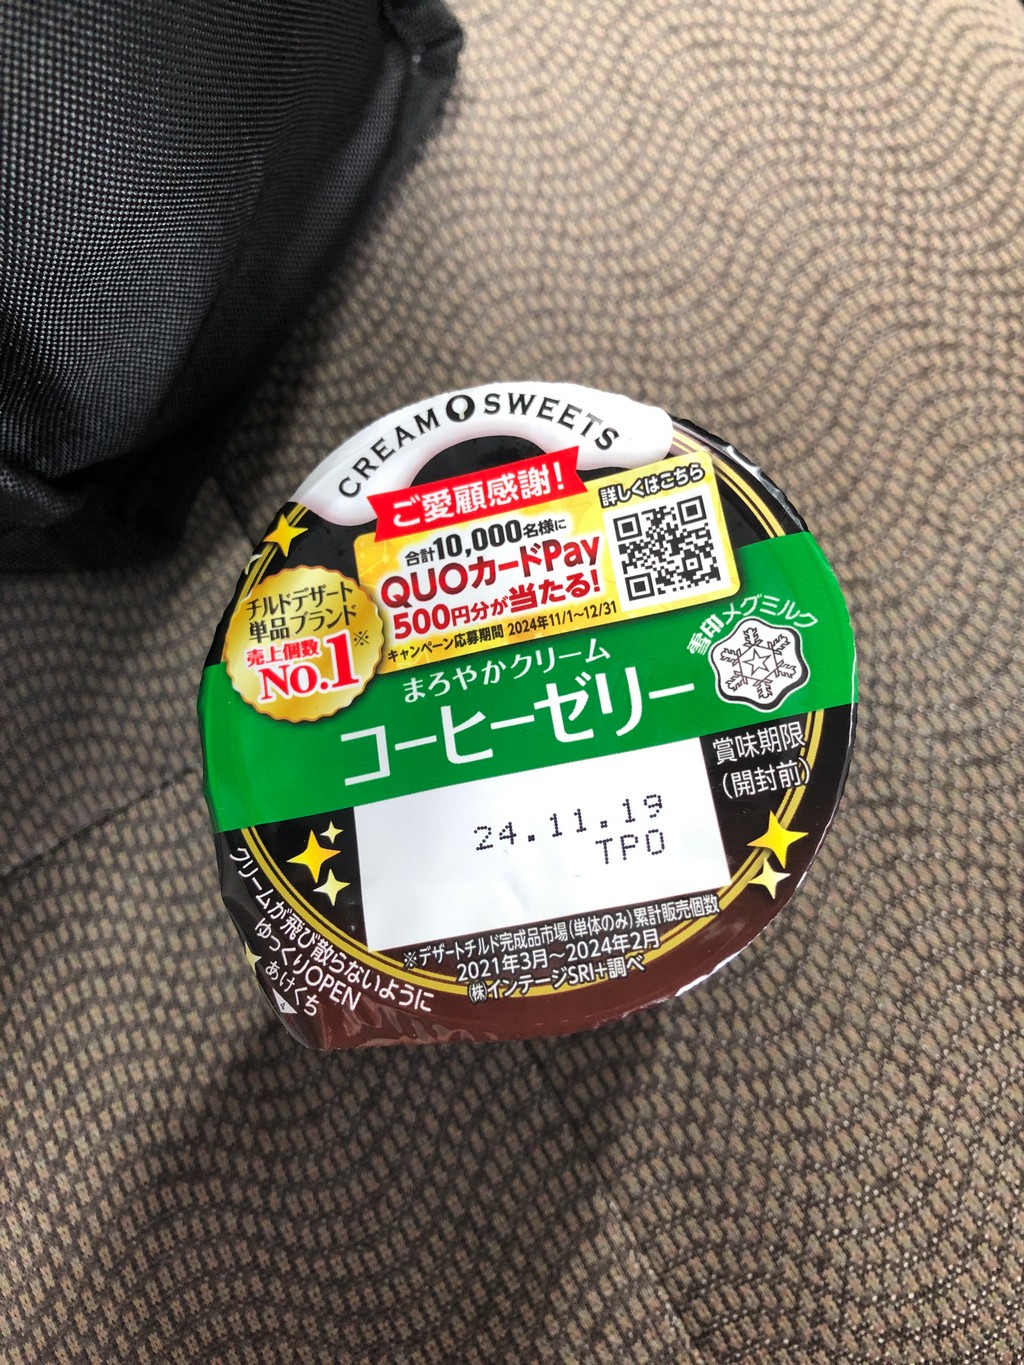 CREAM SWEETS
ご愛顧感謝!
合計10,000名様に
QUOカードPay
500円分が当たる!
キャンペーン応募期間 2024年11/1〜12/31
詳しくはこちら
チルドデザート
単品ブランド
売上個数※
No.1
雪印メグミルク
まろやかクリーム
コーヒーゼリー
賞味期限
(開封前)
24.11.19
TPO
※デザートチルド完成品市場(単体のみ)累計販売個数
2021年3月〜2024年2月
㈱インテージSRI+調べ
クリームが飛び散らないように
ゆっくりOPEN
あけくち